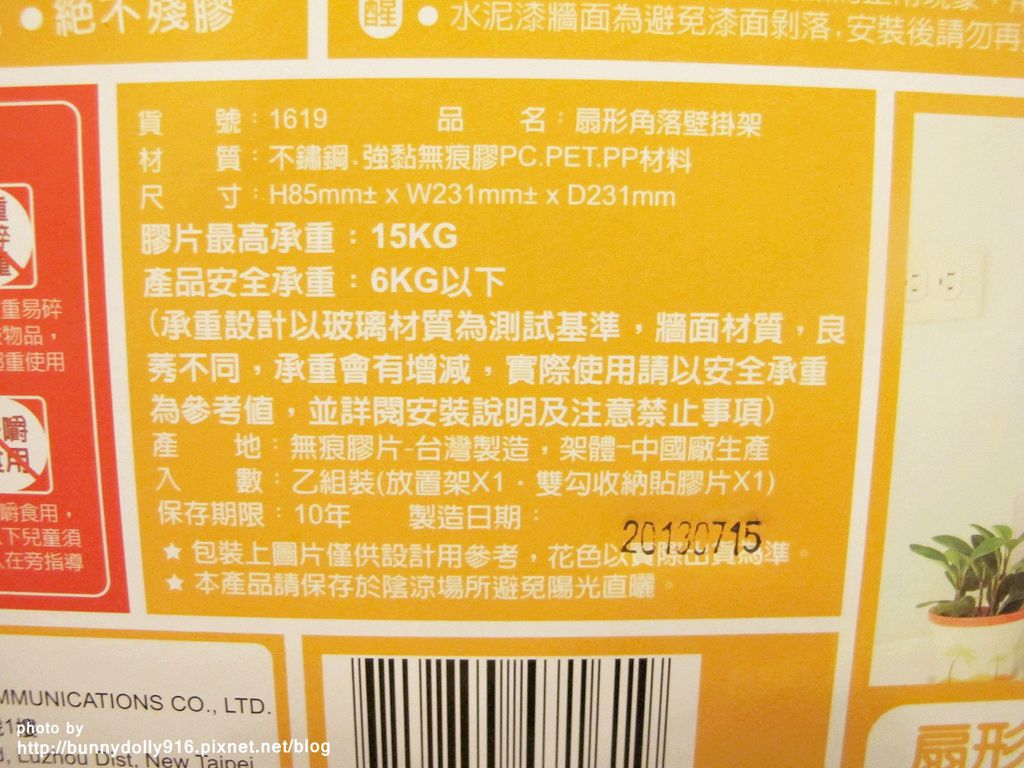 • 絕不殘膠
醒 • 水泥漆牆面為避免漆面剝落,安裝後請勿再
貨 號：1619 品 名：扇形角落壁掛架
材 質：不鏽鋼.強黏無痕膠PC.PET.PP材料
尺 寸：H85mm± x W231mm± x D231mm
膠片最高承重：15KG
產品安全承重：6KG以下
(承重設計以玻璃材質為測試基準，牆面材質，良
莠不同，承重會有增減，實際使用請以安全承重
為參考值，並詳閱安裝說明及注意禁止事項)
產 地：無痕膠片-台灣製造，架體-中國廠生產
入 數：乙組裝(放置架X1．雙勾收納貼膠片X1)
保存期限：10年 製造日期：20130715
★ 包裝上圖片僅供設計用參考，花色以實際出貨為準。
★ 本產品請保存於陰涼場所避免陽光直曬。
重易碎
物品，
重使用
嚼
食用
嚼食用，
下兒童須
在旁指導
MMUNICATIONS CO., LTD.
1樓
Luzhou Dist., New Taipei
扇形
photo by
http://bunnydolly916.pixnet.net/blog